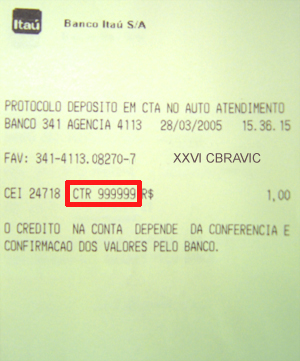 Itaú Banco Itaú S/A
PROTOCOLO DEPOSITO EM CTA NO AUTO ATENDIMENTO
BANCO 341 AGENCIA 4113 28/03/2005 15.36.15
FAV: 341-4113.08270-7 XXVI CBRAVIC
CEI 24718 CTR 999999 R$ 1,00
O CREDITO NA CONTA DEPENDE DA CONFERENCIA E
CONFIRMACAO DOS VALORES PELO BANCO.